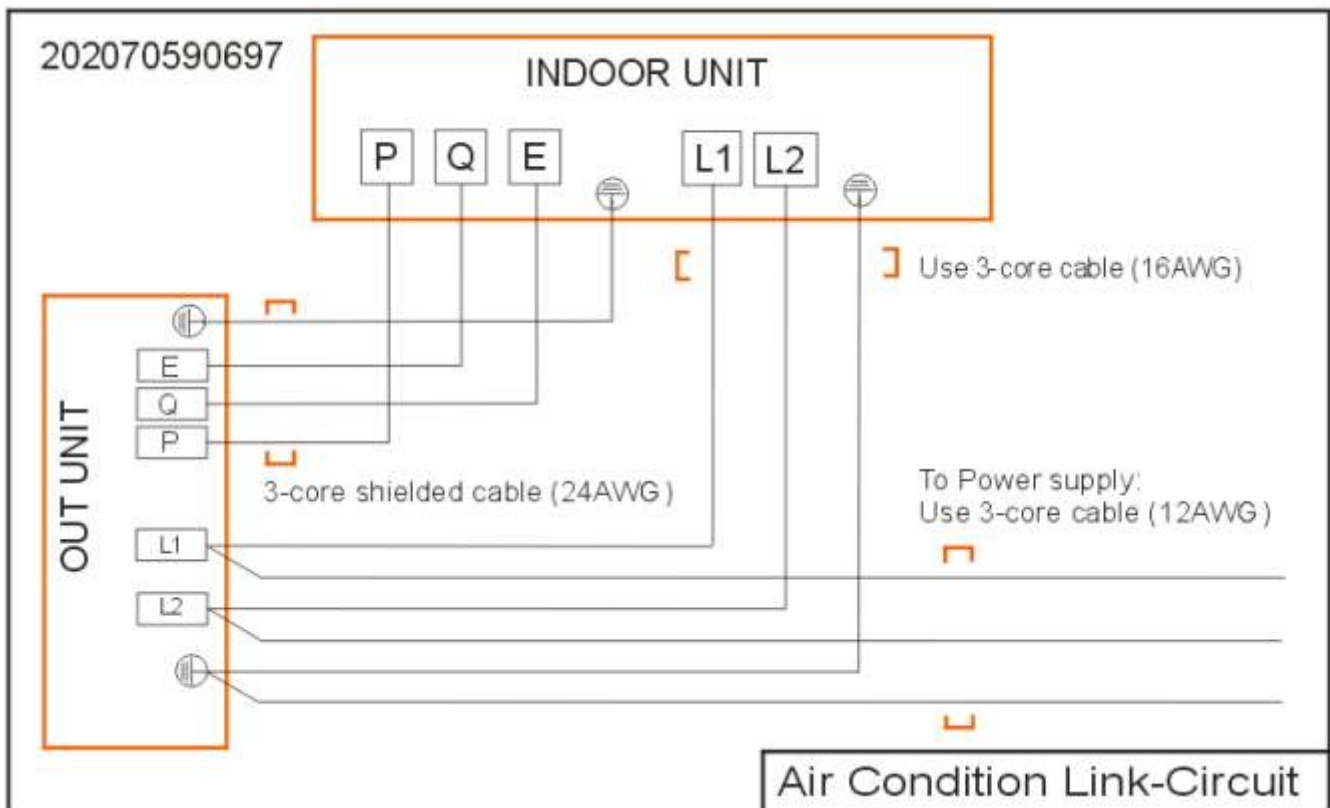 202070590697
INDOOR UNIT
P Q E L1 L2
Use 3-core cable (16AWG)
OUT UNIT
E
Q
P
3-core shielded cable (24AWG)
To Power supply:
Use 3-core cable (12AWG)
L1
L2
Air Condition Link-Circuit